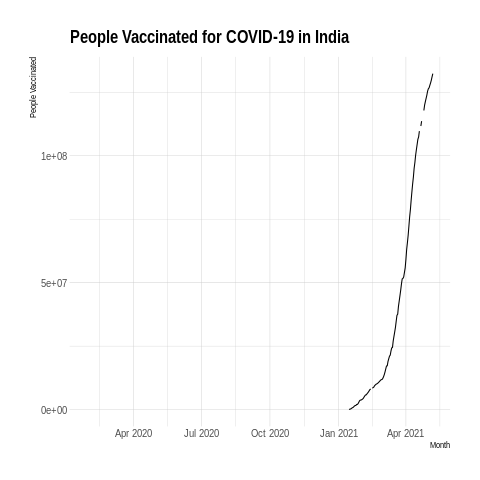 People Vaccinated for COVID-19 in India
People Vaccinated
1e+08
5e+07
0e+00
Apr 2020 Jul 2020 Oct 2020 Jan 2021 Apr 2021
Month